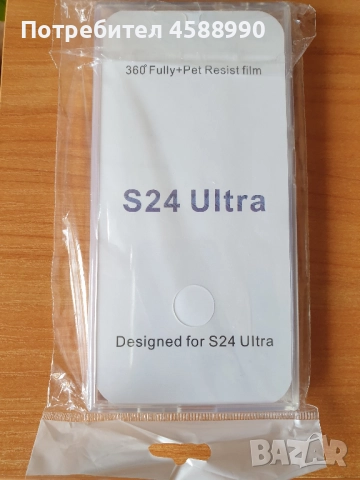 Потребител 4588990
360°Fully+Pet Resist film
S24 Ultra
Designed for S24 Ultra
BAZAR